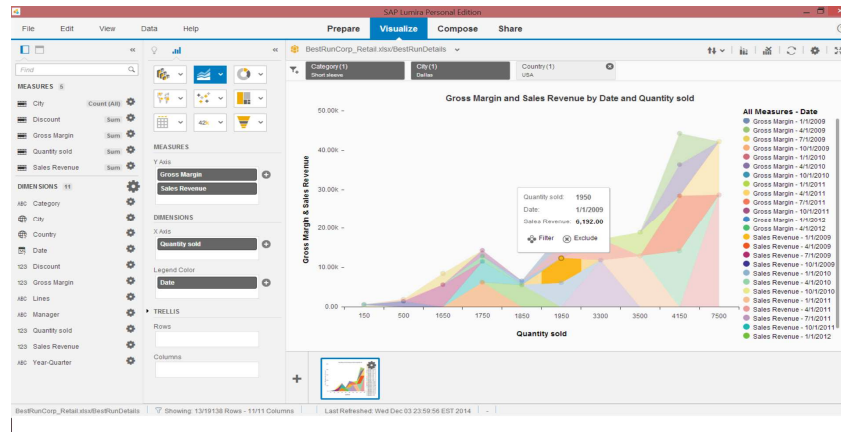 SAP Lumira Personal Edition
File Edit View Data Help Prepare Visualize Compose Share
BestRunCorp_Retail.xlsx/BestRunDetails
Find
Category (1)
Short sleeve
City (1)
Dallas
Country (1)
USA
MEASURES 5
City Count (All)
Discount Sum
Gross Margin Sum
Quantity sold Sum
Sales Revenue Sum
DIMENSIONS 11
ABC Category
City
Country
Date
123 Discount
123 Gross Margin
ABC Lines
ABC Manager
123 Quantity sold
123 Sales Revenue
ABC Year-Quarter
MEASURES
Y Axis
Gross Margin
Sales Revenue
DIMENSIONS
X Axis
Quantity sold
Legend Color
Date
TRELLIS
Rows
Columns
Gross Margin and Sales Revenue by Date and Quantity sold
Gross Margin & Sales Revenue
50.00k
40.00k
30.00k
20.00k
10.00k
0.00
150 500 1650 1750 1850 1950 3300 3500 4150 7500
Quantity sold
Quantity sold: 1950
Date: 1/1/2009
Sales Revenue: 6,192.00
Filter Exclude
All Measures - Date
Gross Margin - 1/1/2009
Gross Margin - 4/1/2009
Gross Margin - 7/1/2009
Gross Margin - 10/1/2009
Gross Margin - 1/1/2010
Gross Margin - 4/1/2010
Gross Margin - 10/1/2010
Gross Margin - 1/1/2011
Gross Margin - 4/1/2011
Gross Margin - 7/1/2011
Gross Margin - 10/1/2011
Gross Margin - 1/1/2012
Gross Margin - 4/1/2012
Sales Revenue - 1/1/2009
Sales Revenue - 4/1/2009
Sales Revenue - 7/1/2009
Sales Revenue - 10/1/2009
Sales Revenue - 1/1/2010
Sales Revenue - 4/1/2010
Sales Revenue - 10/1/2010
Sales Revenue - 1/1/2011
Sales Revenue - 4/1/2011
Sales Revenue - 7/1/2011
Sales Revenue - 10/1/2011
Sales Revenue - 1/1/2012
BestRunCorp_Retail.xlsx/BestRunDetails Showing: 13/19138 Rows - 11/11 Columns Last Refreshed: Wed Dec 03 23:59:56 EST 2014 -